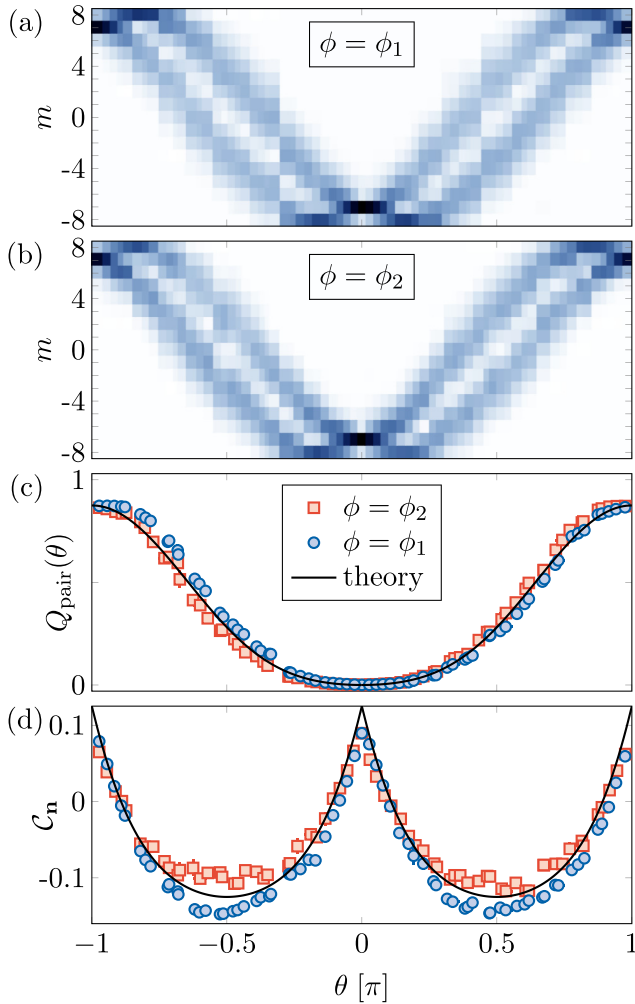 (a)
8
4
0
-4
-8
m
ϕ = ϕ₁
(b)
8
4
0
-4
-8
m
ϕ = ϕ₂
(c)
1
0
Q_pair(θ)
ϕ = ϕ₂
ϕ = ϕ₁
theory
(d)
0.1
0
-0.1
𝒞_n
−1 −0.5 0 0.5 1
θ [π]